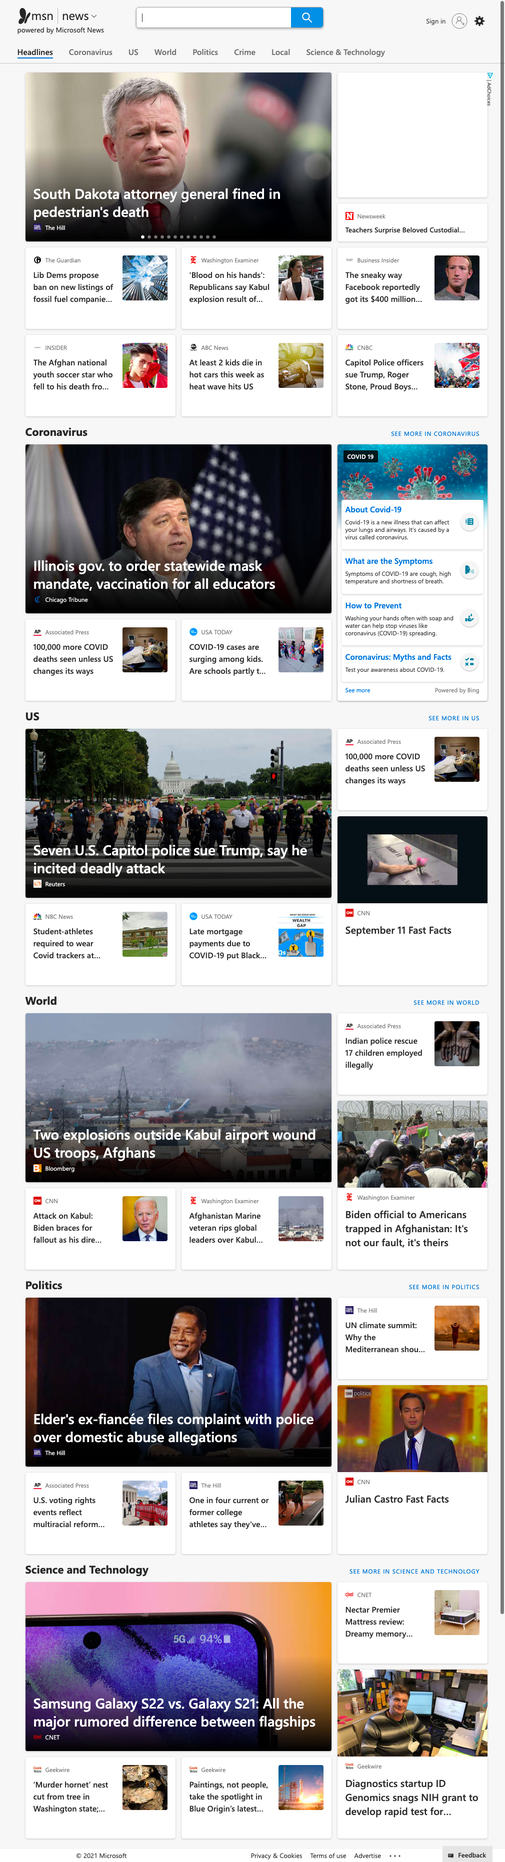 msn | news
powered by Microsoft News
Sign in
Headlines
Coronavirus
US
World
Politics
Crime
Local
Science & Technology
South Dakota attorney general fined in
pedestrian's death
The Hill
AdChoices
Newsweek
Teachers Surprise Beloved Custodial...
The Guardian
Lib Dems propose
ban on new listings of
fossil fuel companie...
Washington Examiner
'Blood on his hands':
Republicans say Kabul
explosion result of...
Business Insider
The sneaky way
Facebook reportedly
got its $400 million...
INSIDER
The Afghan national
youth soccer star who
fell to his death fro...
ABC News
At least 2 kids die in
hot cars this week as
heat wave hits US
CNBC
Capitol Police officers
sue Trump, Roger
Stone, Proud Boys...
Coronavirus
SEE MORE IN CORONAVIRUS
Illinois gov. to order statewide mask
mandate, vaccination for all educators
Chicago Tribune
COVID 19
About Covid-19
Covid-19 is a new illness that can affect
your lungs and airways. It's caused by a
virus called coronavirus.
What are the Symptoms
Symptoms of COVID-19 are cough, high
temperature and shortness of breath.
How to Prevent
Washing your hands often with soap and
water can help stop viruses like
coronavirus (COVID-19) spreading.
Coronavirus: Myths and Facts
Test your awareness about COVID-19.
See more
Powered by Bing
Associated Press
100,000 more COVID
deaths seen unless US
changes its ways
USA TODAY
COVID-19 cases are
surging among kids.
Are schools partly t...
US
SEE MORE IN US
Seven U.S. Capitol police sue Trump, say he
incited deadly attack
Reuters
Associated Press
100,000 more COVID
deaths seen unless US
changes its ways
CNN
September 11 Fast Facts
NBC News
Student-athletes
required to wear
Covid trackers at...
USA TODAY
Late mortgage
payments due to
COVID-19 put Black...
WEALTH
GAP
World
SEE MORE IN WORLD
Two explosions outside Kabul airport wound
US troops, Afghans
Bloomberg
Associated Press
Indian police rescue
17 children employed
illegally
Washington Examiner
Biden official to Americans
trapped in Afghanistan: It's
not our fault, it's theirs
CNN
Attack on Kabul:
Biden braces for
fallout as his dire...
Washington Examiner
Afghanistan Marine
veteran rips global
leaders over Kabul...
Politics
SEE MORE IN POLITICS
Elder's ex-fiancée files complaint with police
over domestic abuse allegations
The Hill
The Hill
UN climate summit:
Why the
Mediterranean shou...
CNN politics
CNN
Julian Castro Fast Facts
Associated Press
U.S. voting rights
events reflect
multiracial reform...
The Hill
One in four current or
former college
athletes say they've...
Science and Technology
SEE MORE IN SCIENCE AND TECHNOLOGY
5G 94%
Samsung Galaxy S22 vs. Galaxy S21: All the
major rumored difference between flagships
CNET
CNET
Nectar Premier
Mattress review:
Dreamy memory...
Geekwire
Diagnostics startup ID
Genomics snags NIH grant to
develop rapid test for...
Geekwire
'Murder hornet' nest
cut from tree in
Washington state;...
Geekwire
Paintings, not people,
take the spotlight in
Blue Origin's latest...
© 2021 Microsoft
Privacy & Cookies
Terms of use
Advertise
...
Feedback